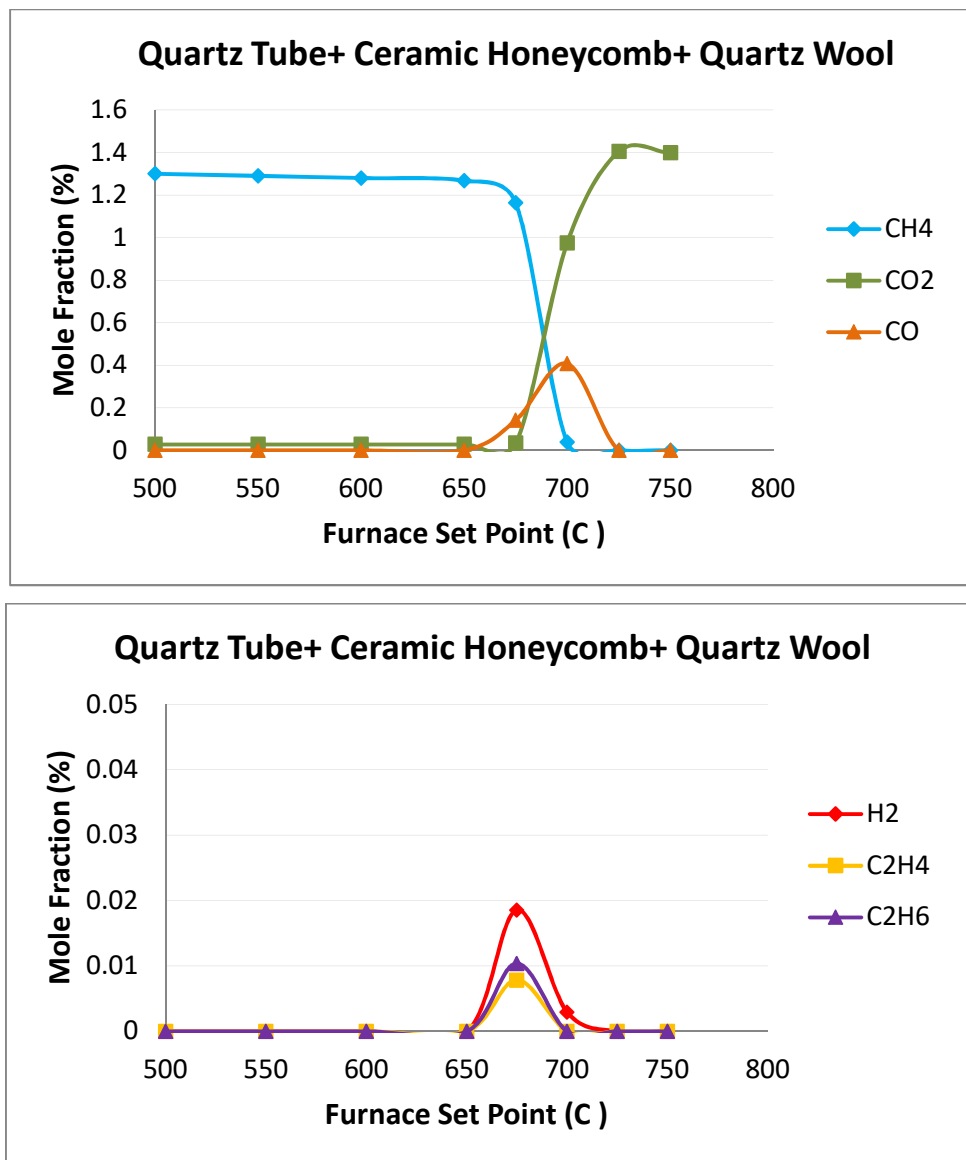 Quartz Tube+ Ceramic Honeycomb+ Quartz Wool
1.6
1.4
1.2
1
0.8
0.6
0.4
0.2
0
Mole Fraction (%)
500 550 600 650 700 750 800
Furnace Set Point (C )
CH4
CO2
CO
Quartz Tube+ Ceramic Honeycomb+ Quartz Wool
0.05
0.04
0.03
0.02
0.01
0
Mole Fraction (%)
500 550 600 650 700 750 800
Furnace Set Point (C )
H2
C2H4
C2H6